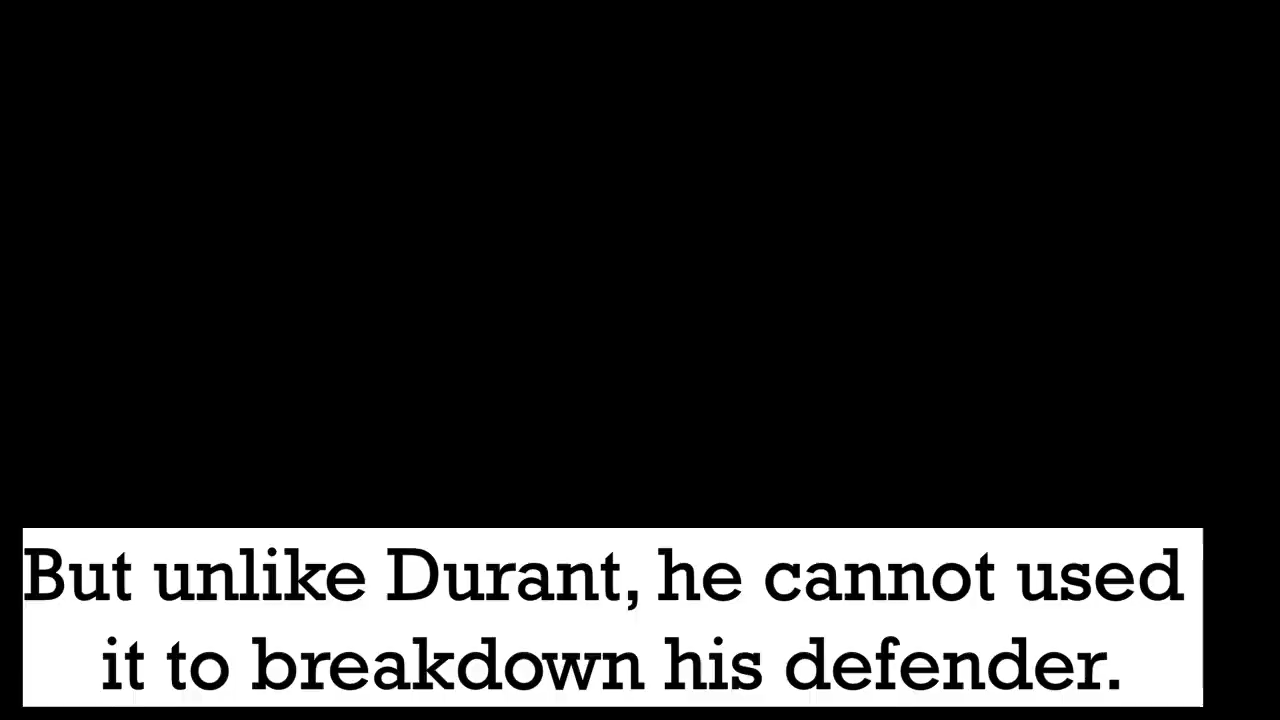 But unlike Durant, he cannot used
it to breakdown his defender.